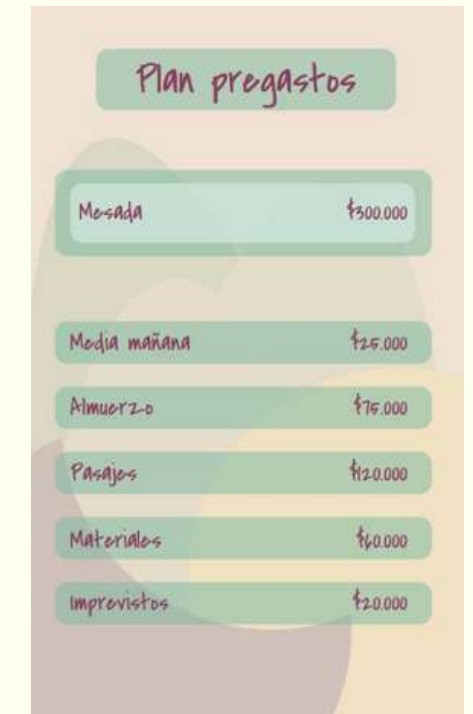 Plan pregastos
Mesada $300.000
Media mañana $25.000
Almuerzo $75.000
Pasajes $120.000
Materiales $60.000
Imprevistos $20.000